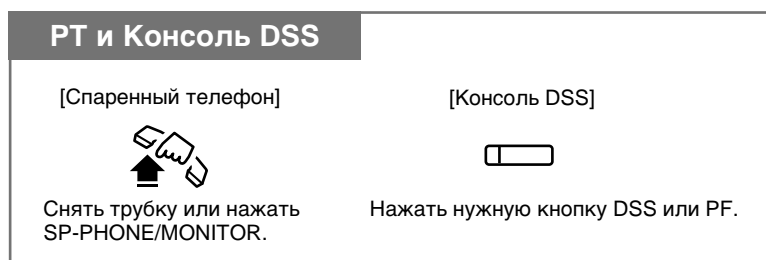 РТ и Консоль DSS
[Спаренный телефон]
[Консоль DSS]
Снять трубку или нажать
SP-PHONE/MONITOR.
Нажать нужную кнопку DSS или PF.